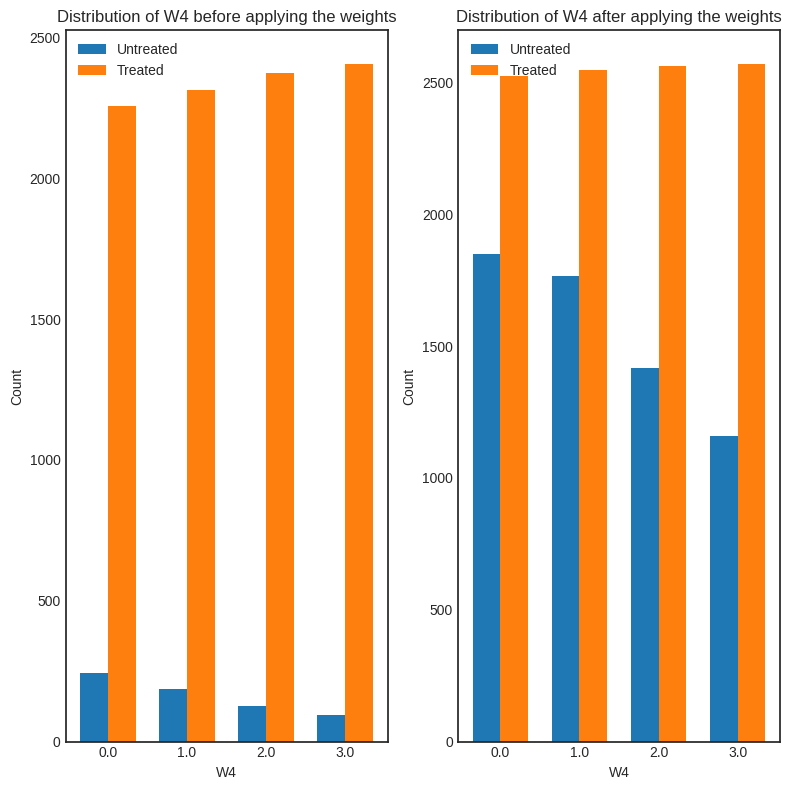 Distribution of W4 before applying the weights
2500
2000
1500
1000
500
0
Count
Untreated
Treated
0.0 1.0 2.0 3.0
W4
Distribution of W4 after applying the weights
2500
2000
1500
1000
500
0
Count
Untreated
Treated
0.0 1.0 2.0 3.0
W4